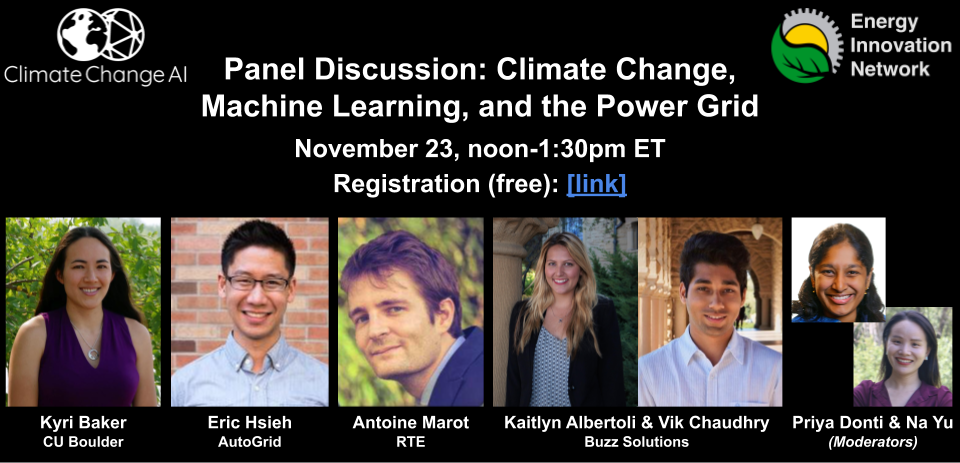 Climate Change AI
Energy
Innovation
Network
Panel Discussion: Climate Change,
Machine Learning, and the Power Grid
November 23, noon-1:30pm ET
Registration (free): [link]
Kyri Baker
CU Boulder
Eric Hsieh
AutoGrid
Antoine Marot
RTE
Kaitlyn Albertoli & Vik Chaudhry
Buzz Solutions
Priya Donti & Na Yu
(Moderators)